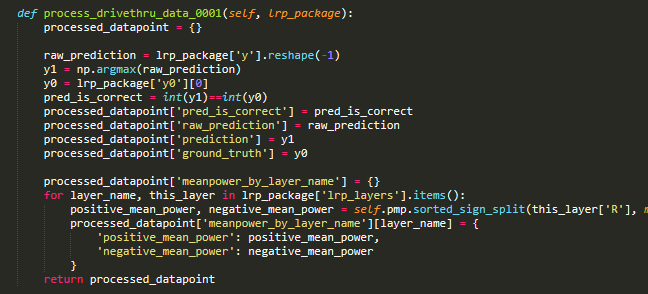 def process_drivethru_data_0001(self, lrp_package):
    processed_datapoint = {}

    raw_prediction = lrp_package['y'].reshape(-1)
    y1 = np.argmax(raw_prediction)
    y0 = lrp_package['y0'][0]
    pred_is_correct = int(y1)==int(y0)
    processed_datapoint['pred_is_correct'] = pred_is_correct
    processed_datapoint['raw_prediction'] = raw_prediction
    processed_datapoint['prediction'] = y1
    processed_datapoint['ground_truth'] = y0

    processed_datapoint['meanpower_by_layer_name'] = {}
    for layer_name, this_layer in lrp_package['lrp_layers'].items():
        positive_mean_power, negative_mean_power = self.pmp.sorted_sign_split(this_layer['R'],
        processed_datapoint['meanpower_by_layer_name'][layer_name] = {
            'positive_mean_power': positive_mean_power,
            'negative_mean_power': negative_mean_power
        }
    return processed_datapoint